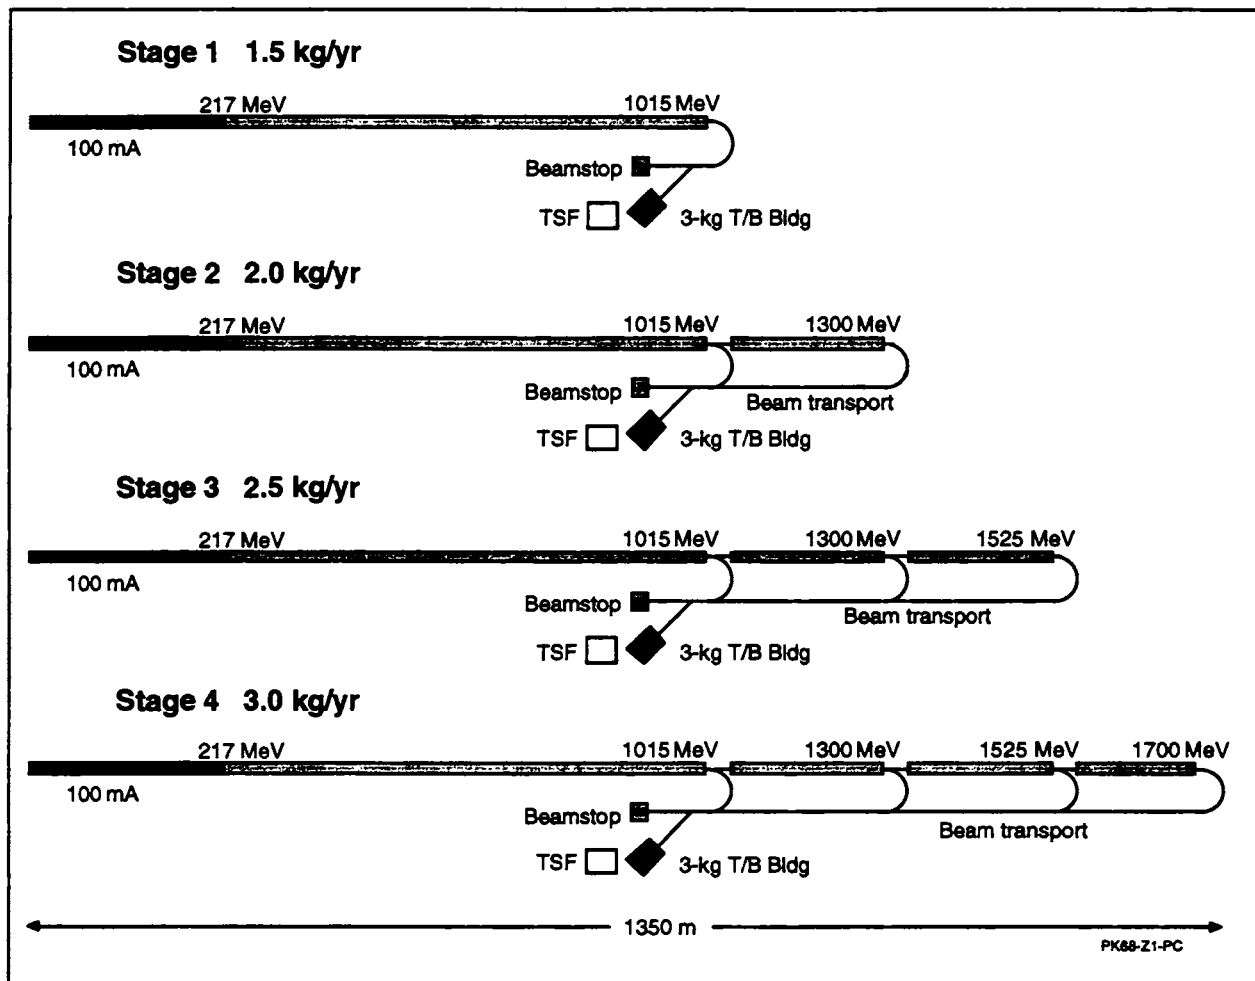 Stage 1 1.5 kg/yr
217 MeV 1015 MeV
100 mA
Beamstop
TSF 3-kg T/B Bldg
Stage 2 2.0 kg/yr
217 MeV 1015 MeV 1300 MeV
100 mA
Beamstop
Beam transport
TSF 3-kg T/B Bldg
Stage 3 2.5 kg/yr
217 MeV 1015 MeV 1300 MeV 1525 MeV
100 mA
Beamstop
Beam transport
TSF 3-kg T/B Bldg
Stage 4 3.0 kg/yr
217 MeV 1015 MeV 1300 MeV 1525 MeV 1700 MeV
100 mA
Beamstop
Beam transport
TSF 3-kg T/B Bldg
1350 m
PK68-Z1-PC